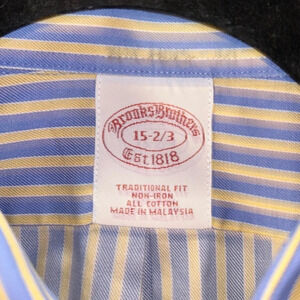 Brooks Brothers
15-2/3
Est 1818
TRADITIONAL FIT
NON-IRON
ALL COTTON
MADE IN MALAYSIA